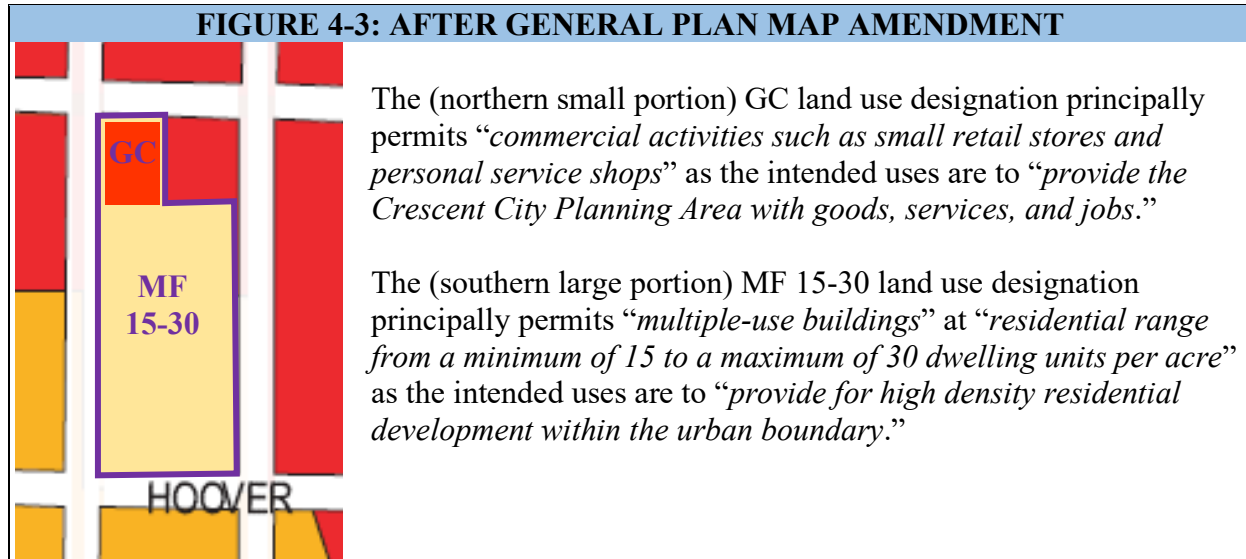 FIGURE 4-3: AFTER GENERAL PLAN MAP AMENDMENT
GC
MF
15-30
HOOVER
The (northern small portion) GC land use designation principally
permits “commercial activities such as small retail stores and
personal service shops” as the intended uses are to “provide the
Crescent City Planning Area with goods, services, and jobs.”
The (southern large portion) MF 15-30 land use designation
principally permits “multiple-use buildings” at “residential range
from a minimum of 15 to a maximum of 30 dwelling units per acre”
as the intended uses are to “provide for high density residential
development within the urban boundary.”